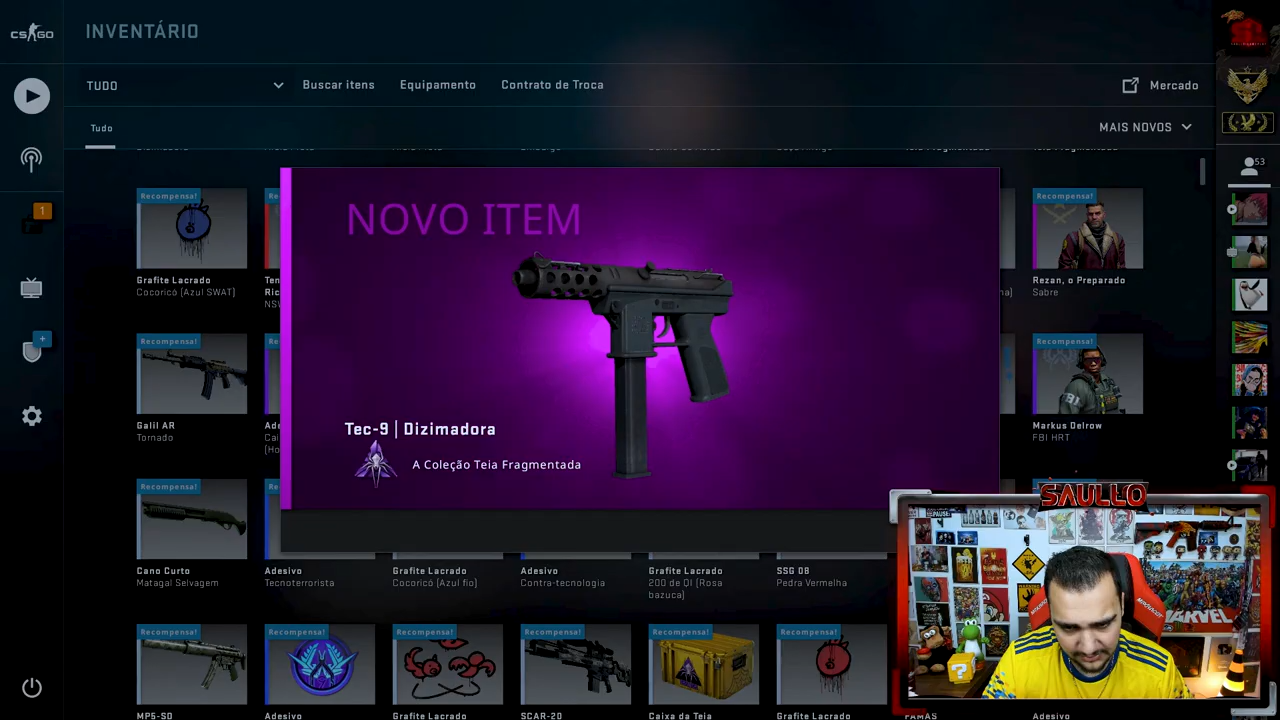 CS GO
INVENTÁRIO
TUDO
Buscar itens
Equipamento
Contrato de Troca
Mercado
Tudo
MAIS NOVOS
53
1
NOVO ITEM
Tec-9 | Dizimadora
A Coleção Teia Fragmentada
Recompensa!
Grafite Lacrado
Cocoricó (Azul SWAT)
Recompensa!
Rezan, o Preparado
Sabre
Recompensa!
Galil AR
Tornado
Recompensa!
Markus Delrow
FBI HRT
Recompensa!
Cano Curto
Matagal Selvagem
Adesivo
Tecnoterrorista
Grafite Lacrado
Cocoricó (Azul fio)
Adesivo
Contra-tecnologia
Grafite Lacrado
200 de QI (Rosa
bazuca)
SSG 08
Pedra Vermelha
Recompensa!
MP5-SD
Recompensa!
Adesivo
Recompensa!
Grafite Lacrado
Recompensa!
SCAR-20
Recompensa!
Caixa da Teia
Recompensa!
Grafite Lacrado
FAMAS
Adesivo
SAULLO
MARVEL